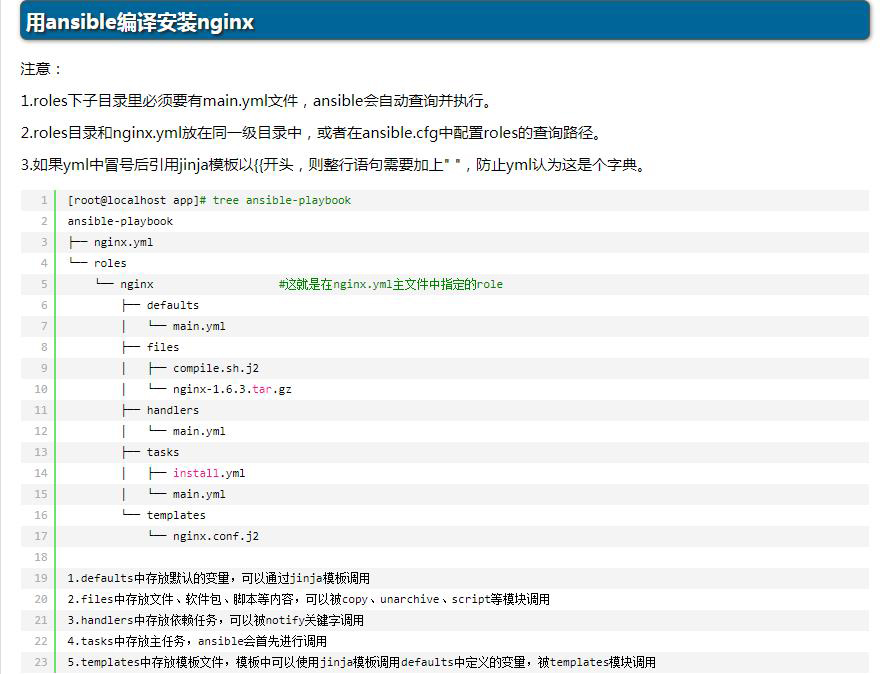 用ansible编译安装nginx
注意：
1.roles下子目录里必须要有main.yml文件，ansible会自动查询并执行。
2.roles目录和nginx.yml放在同一级目录中，或者在ansible.cfg中配置roles的查询路径。
3.如果yml中冒号后引用jinja模板以{{开头，则整行语句需要加上" "，防止yml认为这是个字典。
1 [root@localhost app]# tree ansible-playbook
2 ansible-playbook
3 ├── nginx.yml
4 └── roles
5     └── nginx                   #这就是在nginx.yml主文件中指定的role
6         ├── defaults
7         │   └── main.yml
8         ├── files
9         │   ├── compile.sh.j2
10         │   └── nginx-1.6.3.tar.gz
11         ├── handlers
12         │   └── main.yml
13         ├── tasks
14         │   ├── install.yml
15         │   └── main.yml
16         └── templates
17             └── nginx.conf.j2
18
19 1.defaults中存放默认的变量，可以通过jinja模板调用
20 2.files中存放文件、软件包、脚本等内容，可以被copy、unarchive、script等模块调用
21 3.handlers中存放依赖任务，可以被notify关键字调用
22 4.tasks中存放主任务，ansible会首先进行调用
23 5.templates中存放模板文件，模板中可以使用jinja模板调用defaults中定义的变量，被templates模块调用